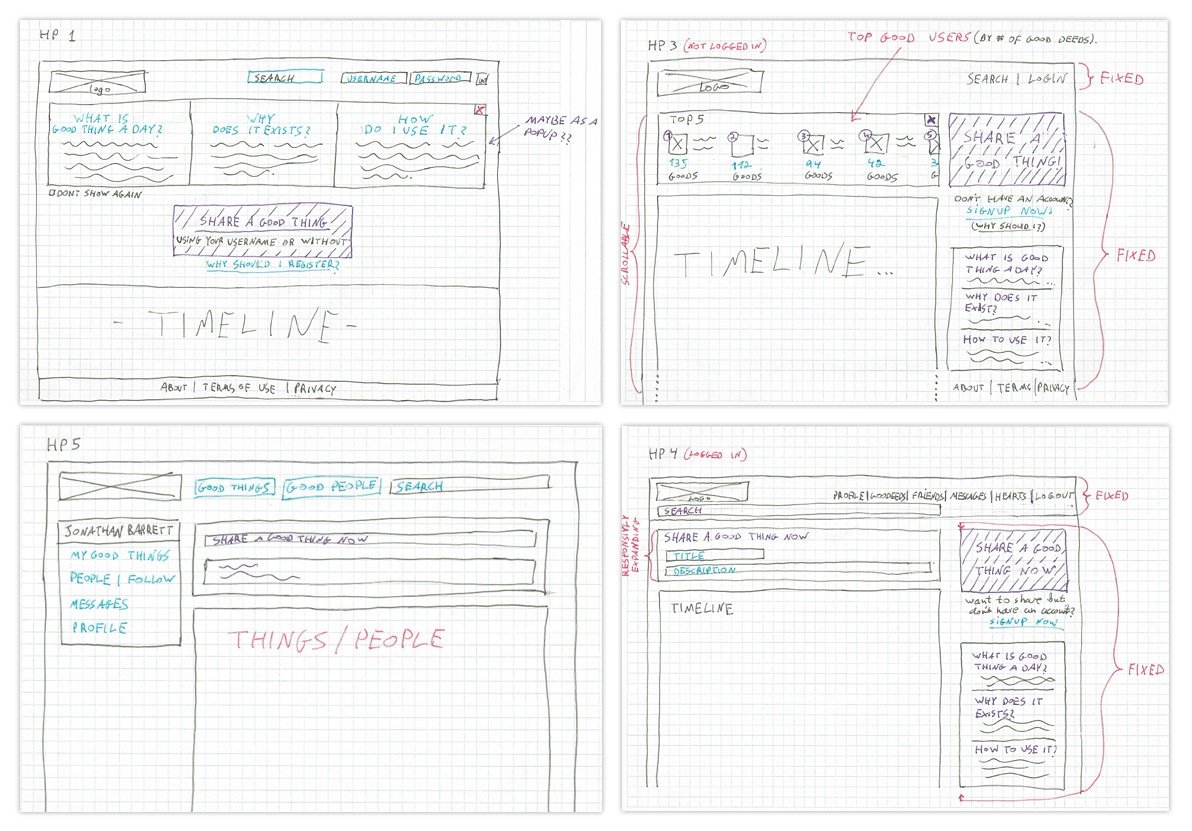 HP 1
LOGO
SEARCH
USERNAME
PASSWORD
X
WHAT IS
GOOD THING A DAY?
WHY
DOES IT EXISTS?
HOW
DO I USE IT?
MAYBE AS A
POPUP??
DON'T SHOW AGAIN
SHARE A GOOD THING
USING YOUR USERNAME OR WITHOUT
WHY SHOULD I REGISTER?
- TIMELINE -
ABOUT | TERMS OF USE | PRIVACY
HP 3 (NOT LOGGED IN)
TOP GOOD USERS (BY # OF GOOD DEEDS).
LOGO
SEARCH | LOGIN
FIXED
TOP 5
X
1
2
3
4
5
135
GOODS
112
GOODS
94
GOODS
42
GOODS
3
G
SHARE A
GOOD THING!
DON'T HAVE AN ACCOUNT?
SIGNUP NOW!
(WHY SHOULD I?)
SCROLLABLE
TIMELINE...
WHAT IS GOOD
THING A DAY?
WHY DOES IT
EXIST?
HOW TO USE IT?
FIXED
ABOUT | TERMS | PRIVACY
HP 5
GOOD THINGS
GOOD PEOPLE
SEARCH
JONATHAN BARRETT
MY GOOD THINGS
PEOPLE I FOLLOW
MESSAGES
PROFILE
SHARE A GOOD THING NOW
THINGS/PEOPLE
HP 4 (LOGGED IN)
LOGO
PROFILE | GOODEEDS | FRIENDS | MESSAGES | HEARTS | LOGOUT
FIXED
SEARCH
RESPONSIVLY
EXPANDING
SHARE A GOOD THING NOW
TITLE
DESCRIPTION
TIMELINE
SHARE A GOOD
THING NOW
want to share but
don't have an account?
SIGNUP NOW
WHAT IS GOOD
THING A DAY?
WHY DOES IT
EXISTS?
HOW TO USE IT?
FIXED